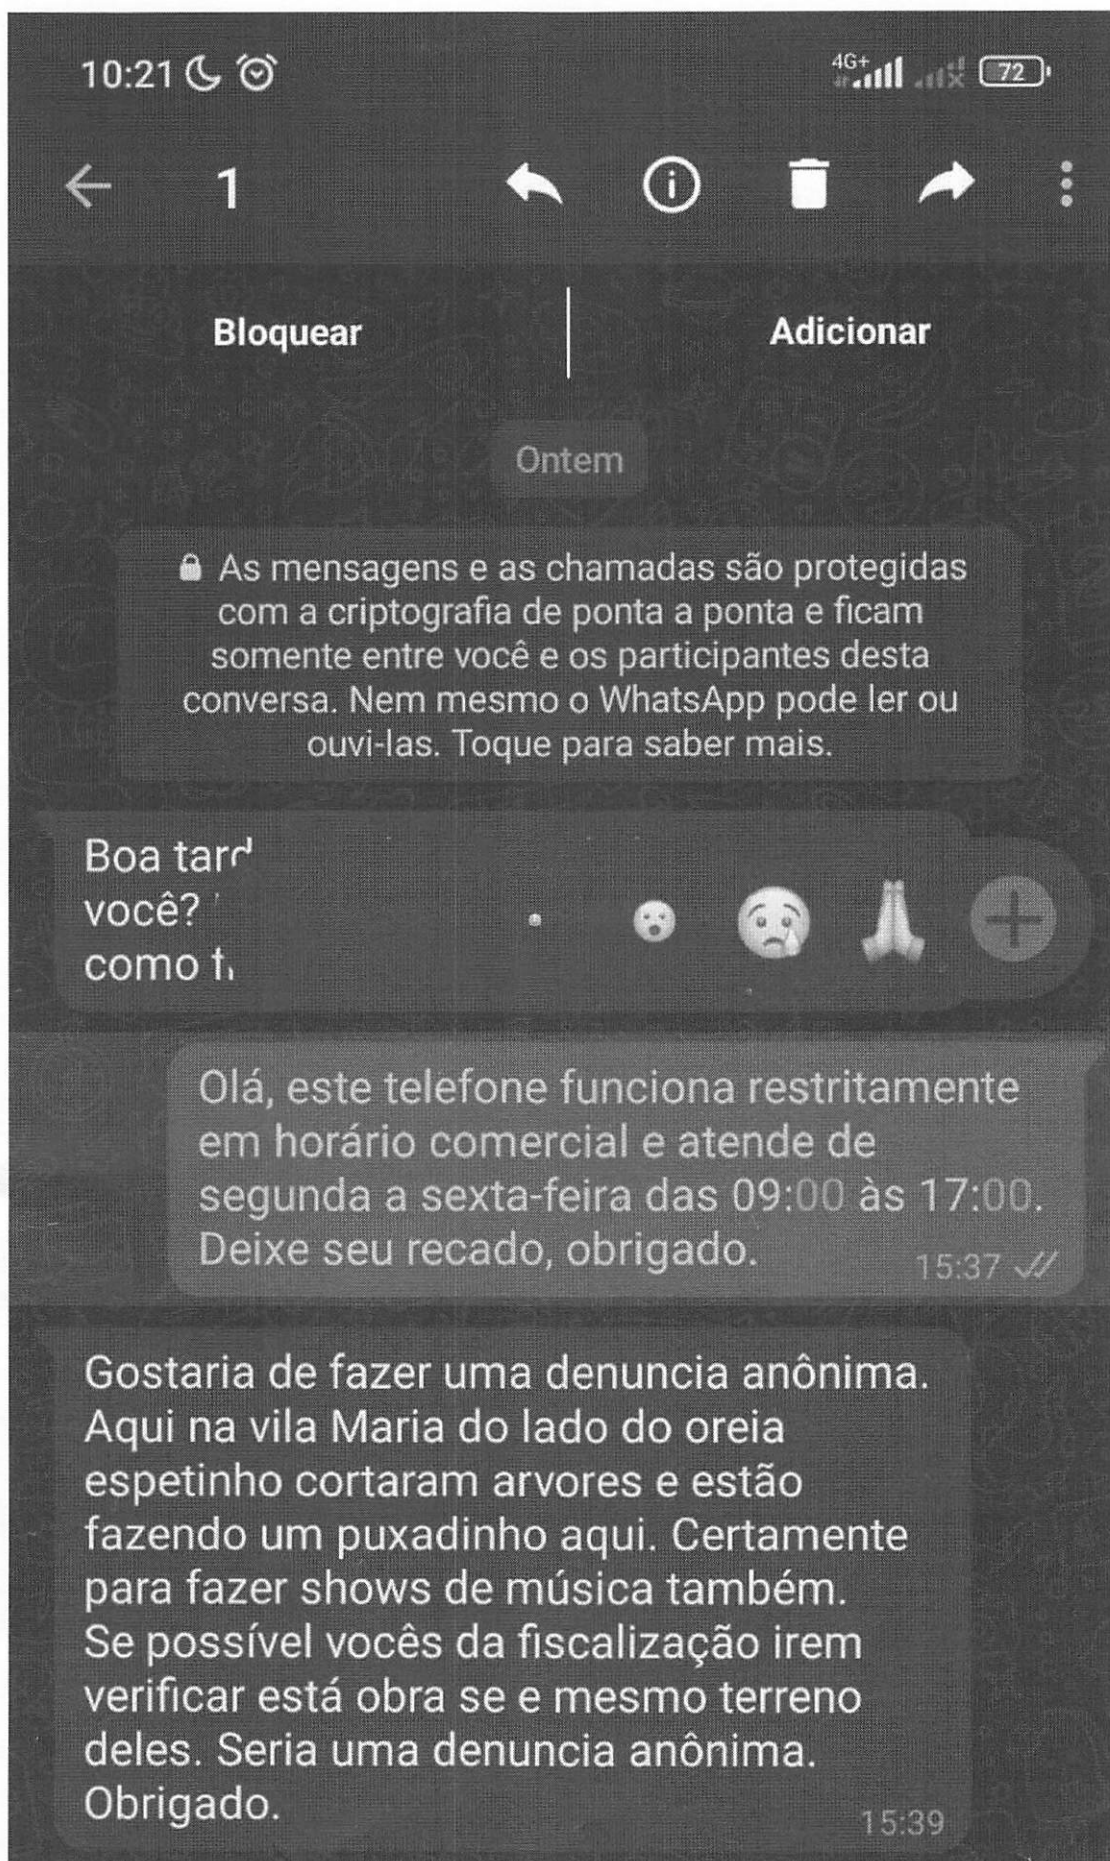 10:21
4G+
72
1
Bloquear
Adicionar
Ontem
As mensagens e as chamadas são protegidas
com a criptografia de ponta a ponta e ficam
somente entre você e os participantes desta
conversa. Nem mesmo o WhatsApp pode ler ou
ouvi-las. Toque para saber mais.
Boa
você?
como
Olá, este telefone funciona restritamente
em horário comercial e atende de
segunda a sexta-feira das 09:00 às 17:00.
Deixe seu recado, obrigado.
15:37
Gostaria de fazer uma denuncia anônima.
Aqui na vila Maria do lado do oreia
espetinho cortaram arvores e estão
fazendo um puxadinho aqui. Certamente
para fazer shows de música também.
Se possível vocês da fiscalização irem
verificar está obra se e mesmo terreno
deles. Seria uma denuncia anônima.
Obrigado.
15:39